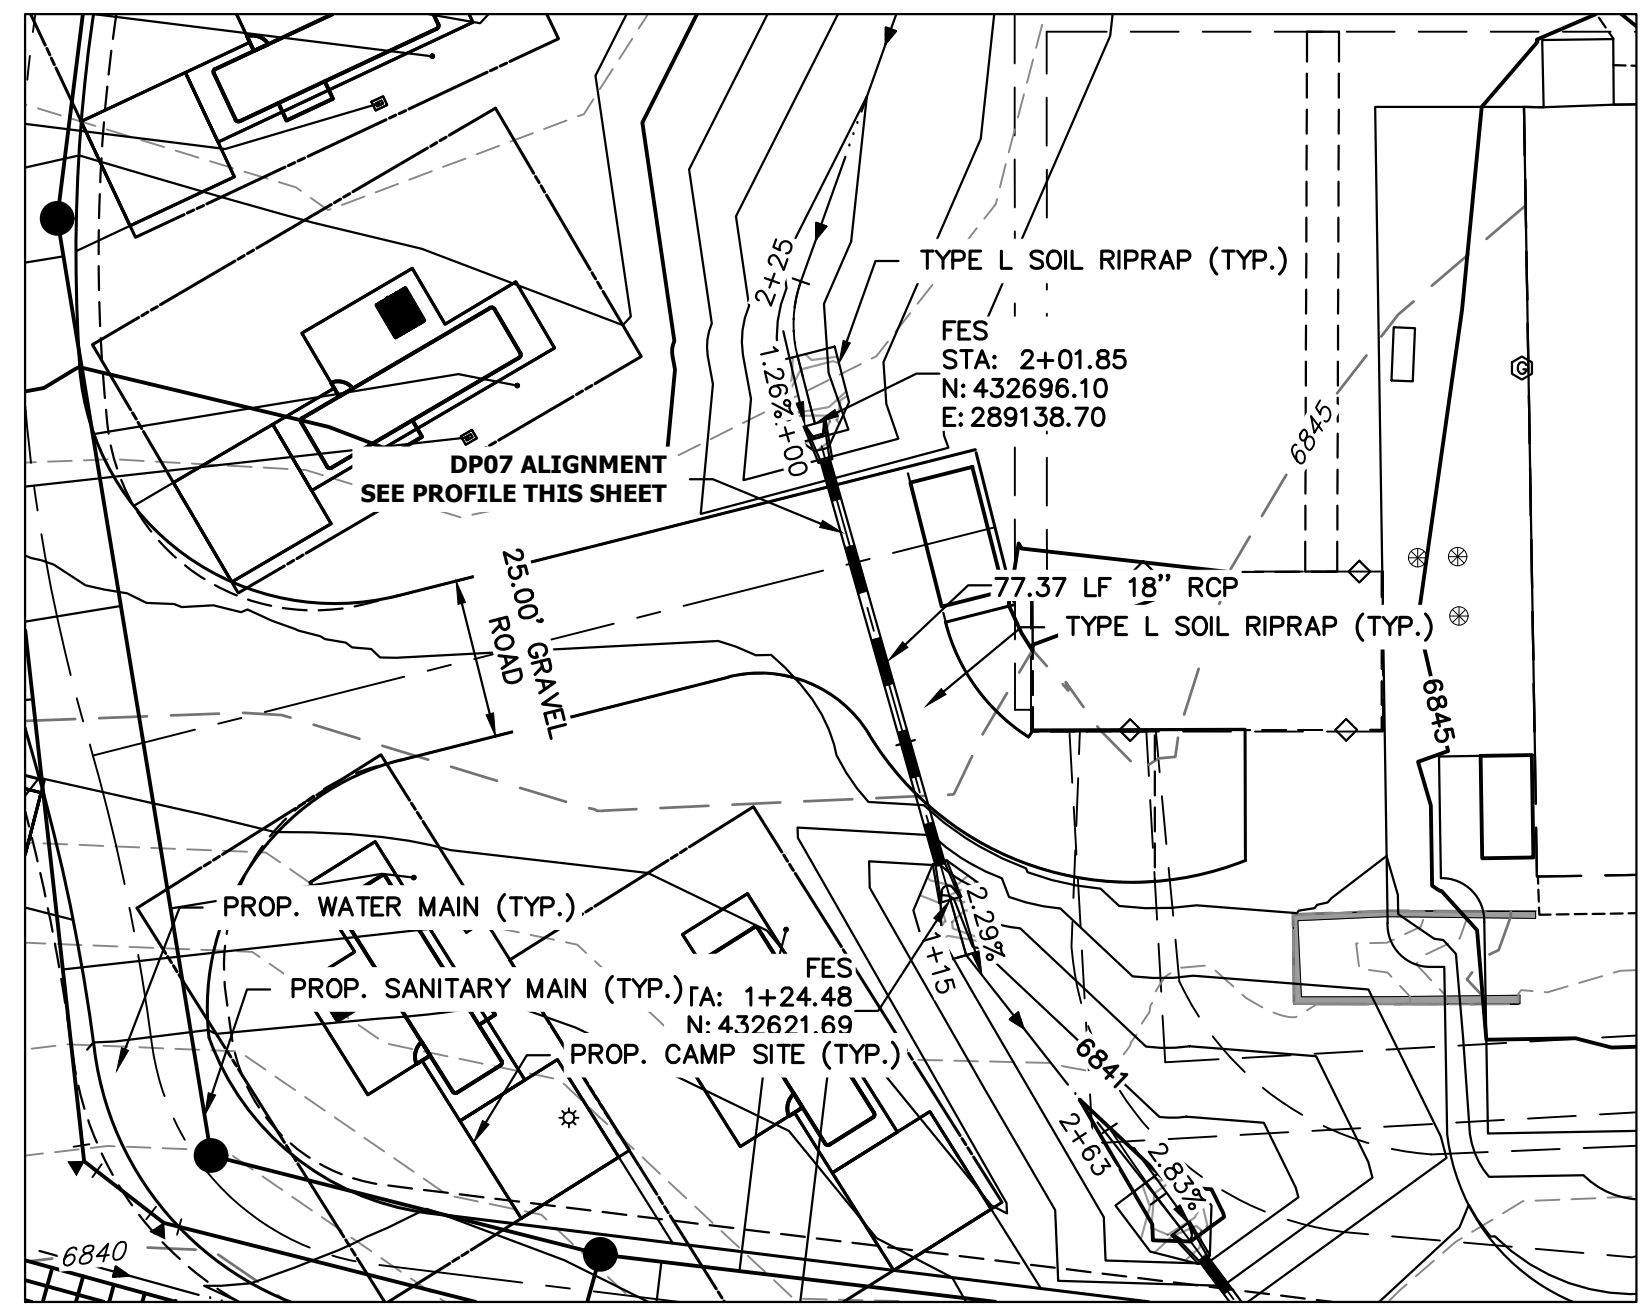 2+25
TYPE L SOIL RIPRAP (TYP.)
FES
STA: 2+01.85
N: 432696.10
E: 289138.70
1.26%
+00
6845
G
DP07 ALIGNMENT
SEE PROFILE THIS SHEET
25.00' GRAVEL
ROAD
77.37 LF 18" RCP
TYPE L SOIL RIPRAP (TYP.)
6845
PROP. WATER MAIN (TYP.)
2.29%
1+15
FES
TA: 1+24.48
N: 432621.69
PROP. SANITARY MAIN (TYP.)
PROP. CAMP SITE (TYP.)
6841
2+63
2.83%
6840